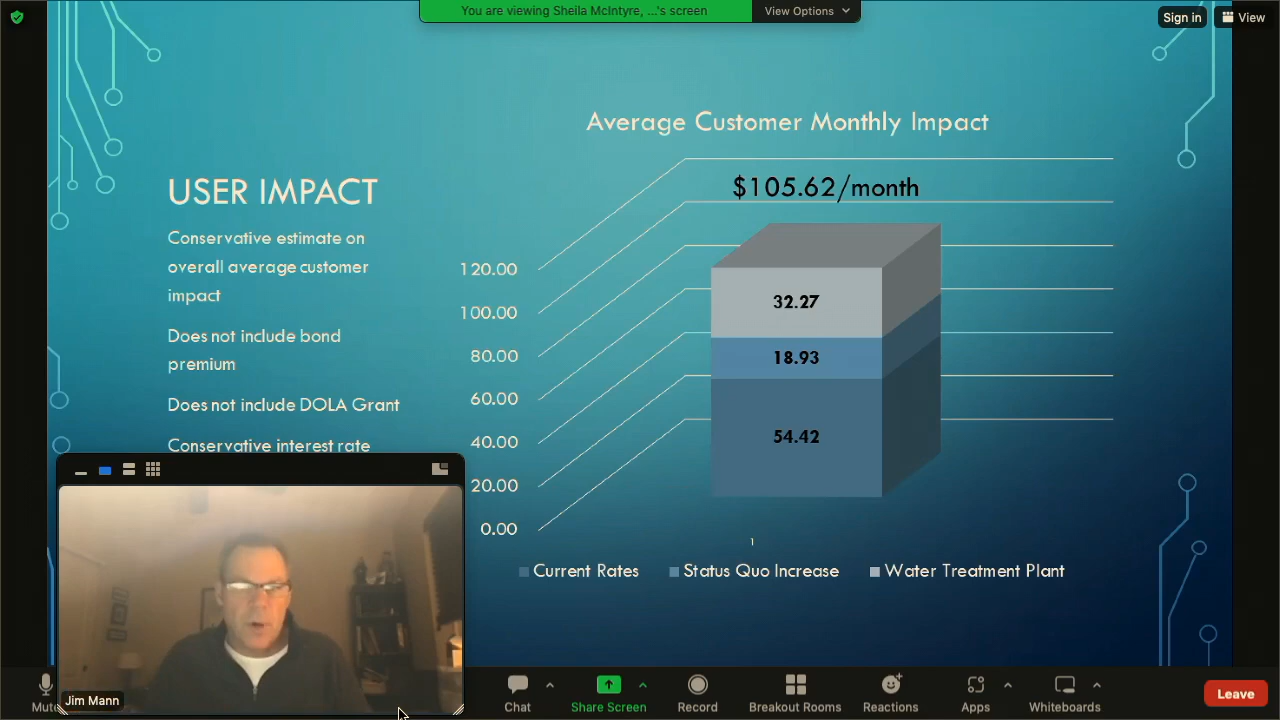 You are viewing Sheila McIntyre, ...'s screen
View Options
Sign in
View
Average Customer Monthly Impact
$105.62/month
USER IMPACT
Conservative estimate on
overall average customer
impact
Does not include bond
premium
Does not include DOLA Grant
Conservative interest rate
120.00
100.00
80.00
60.00
40.00
20.00
0.00
32.27
18.93
54.42
1
Current Rates
Status Quo Increase
Water Treatment Plant
Jim Mann
Mute
Chat
Share Screen
Record
Breakout Rooms
Reactions
Apps
Whiteboards
Leave